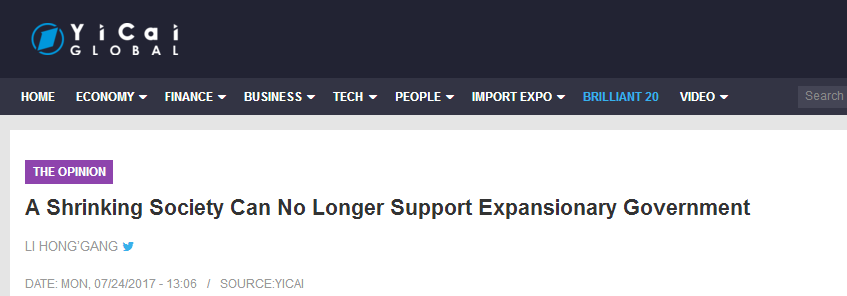 YiCai
GLOBAL
HOME ECONOMY FINANCE BUSINESS TECH PEOPLE IMPORT EXPO BRILLIANT 20 VIDEO Search
THE OPINION
A Shrinking Society Can No Longer Support Expansionary Government
LI HONG'GANG
DATE: MON, 07/24/2017 - 13:06 / SOURCE:YICAI